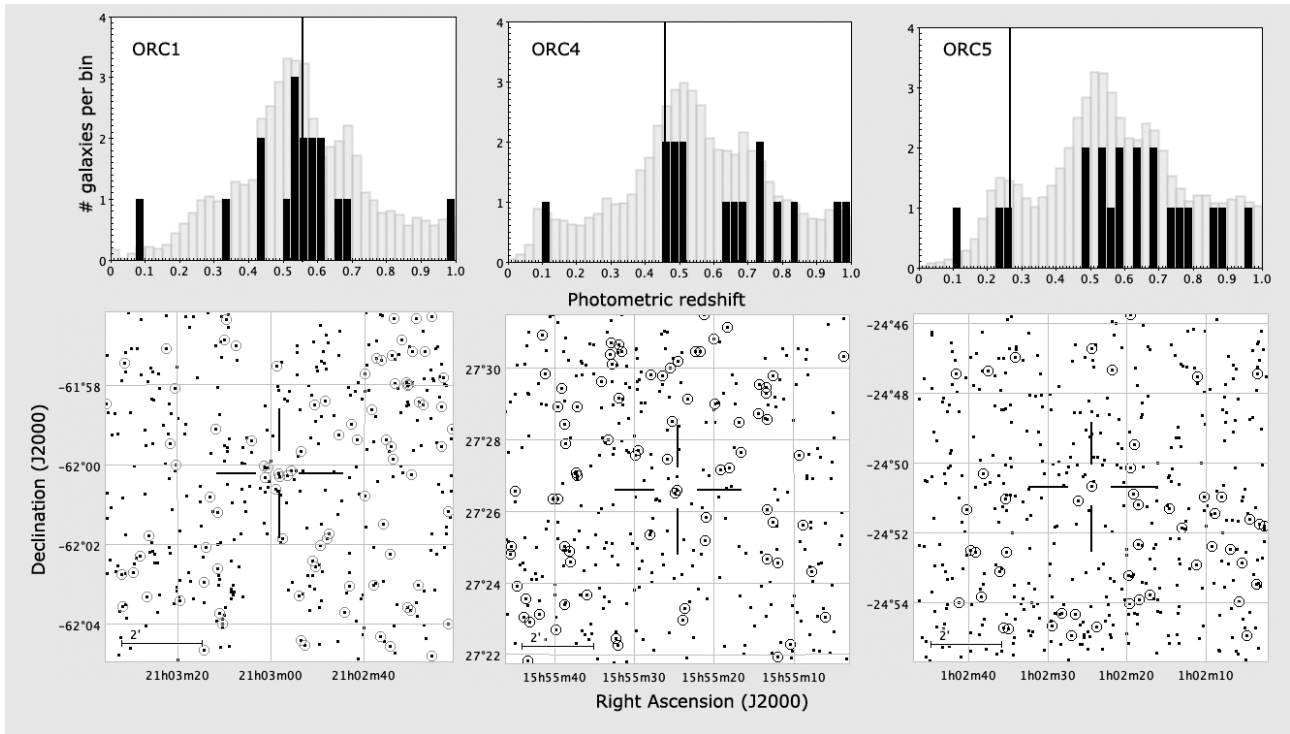 ORC1
ORC4
ORC5
# galaxies per bin
4
3
2
1
0
0 0.1 0.2 0.3 0.4 0.5 0.6 0.7 0.8 0.9 1.0
4
3
2
1
0
0 0.1 0.2 0.3 0.4 0.5 0.6 0.7 0.8 0.9 1.0
4
3
2
1
0
0 0.1 0.2 0.3 0.4 0.5 0.6 0.7 0.8 0.9 1.0
Photometric redshift
Declination (J2000)
-61°58
-62°00
-62°02
-62°04
2'
21h03m20 21h03m00 21h02m40
27°30
27°28
27°26
27°24
27°22
2'
15h55m40 15h55m30 15h55m20 15h55m10
-24°46
-24°48
-24°50
-24°52
-24°54
2'
1h02m40 1h02m30 1h02m20 1h02m10
Right Ascension (J2000)